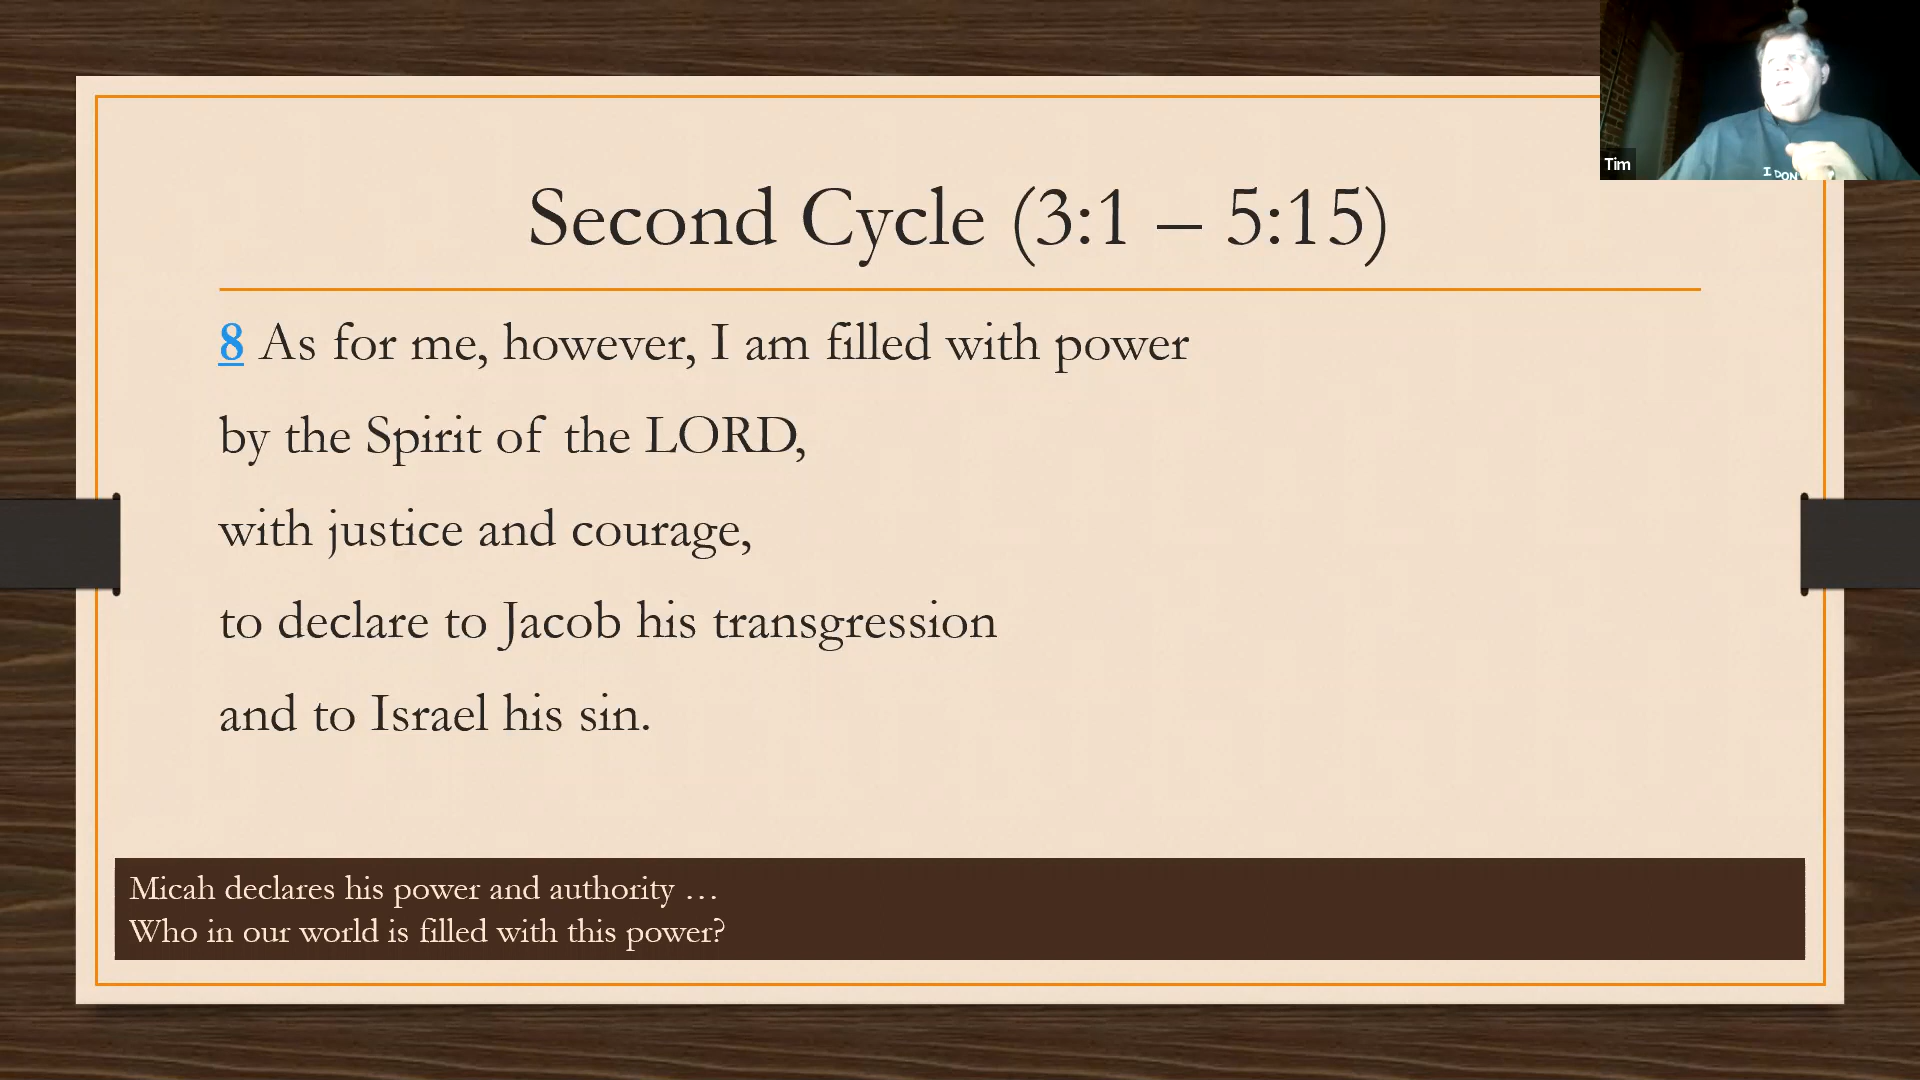 Second Cycle (3:1 – 5:15)
8 As for me, however, I am filled with power
by the Spirit of the LORD,
with justice and courage,
to declare to Jacob his transgression
and to Israel his sin.
Micah declares his power and authority …
Who in our world is filled with this power?
Tim
I DON